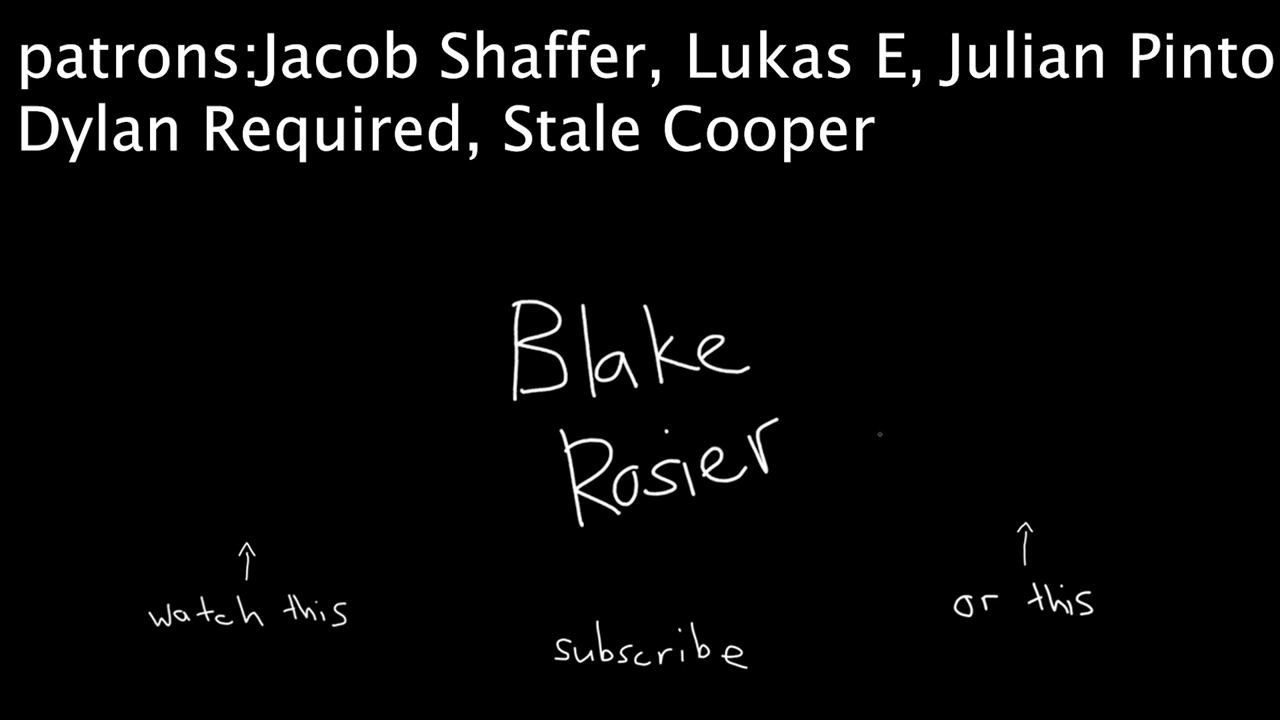 patrons:Jacob Shaffer, Lukas E, Julian Pinto
Dylan Required, Stale Cooper
Blake
Rosier
watch this
or this
subscribe